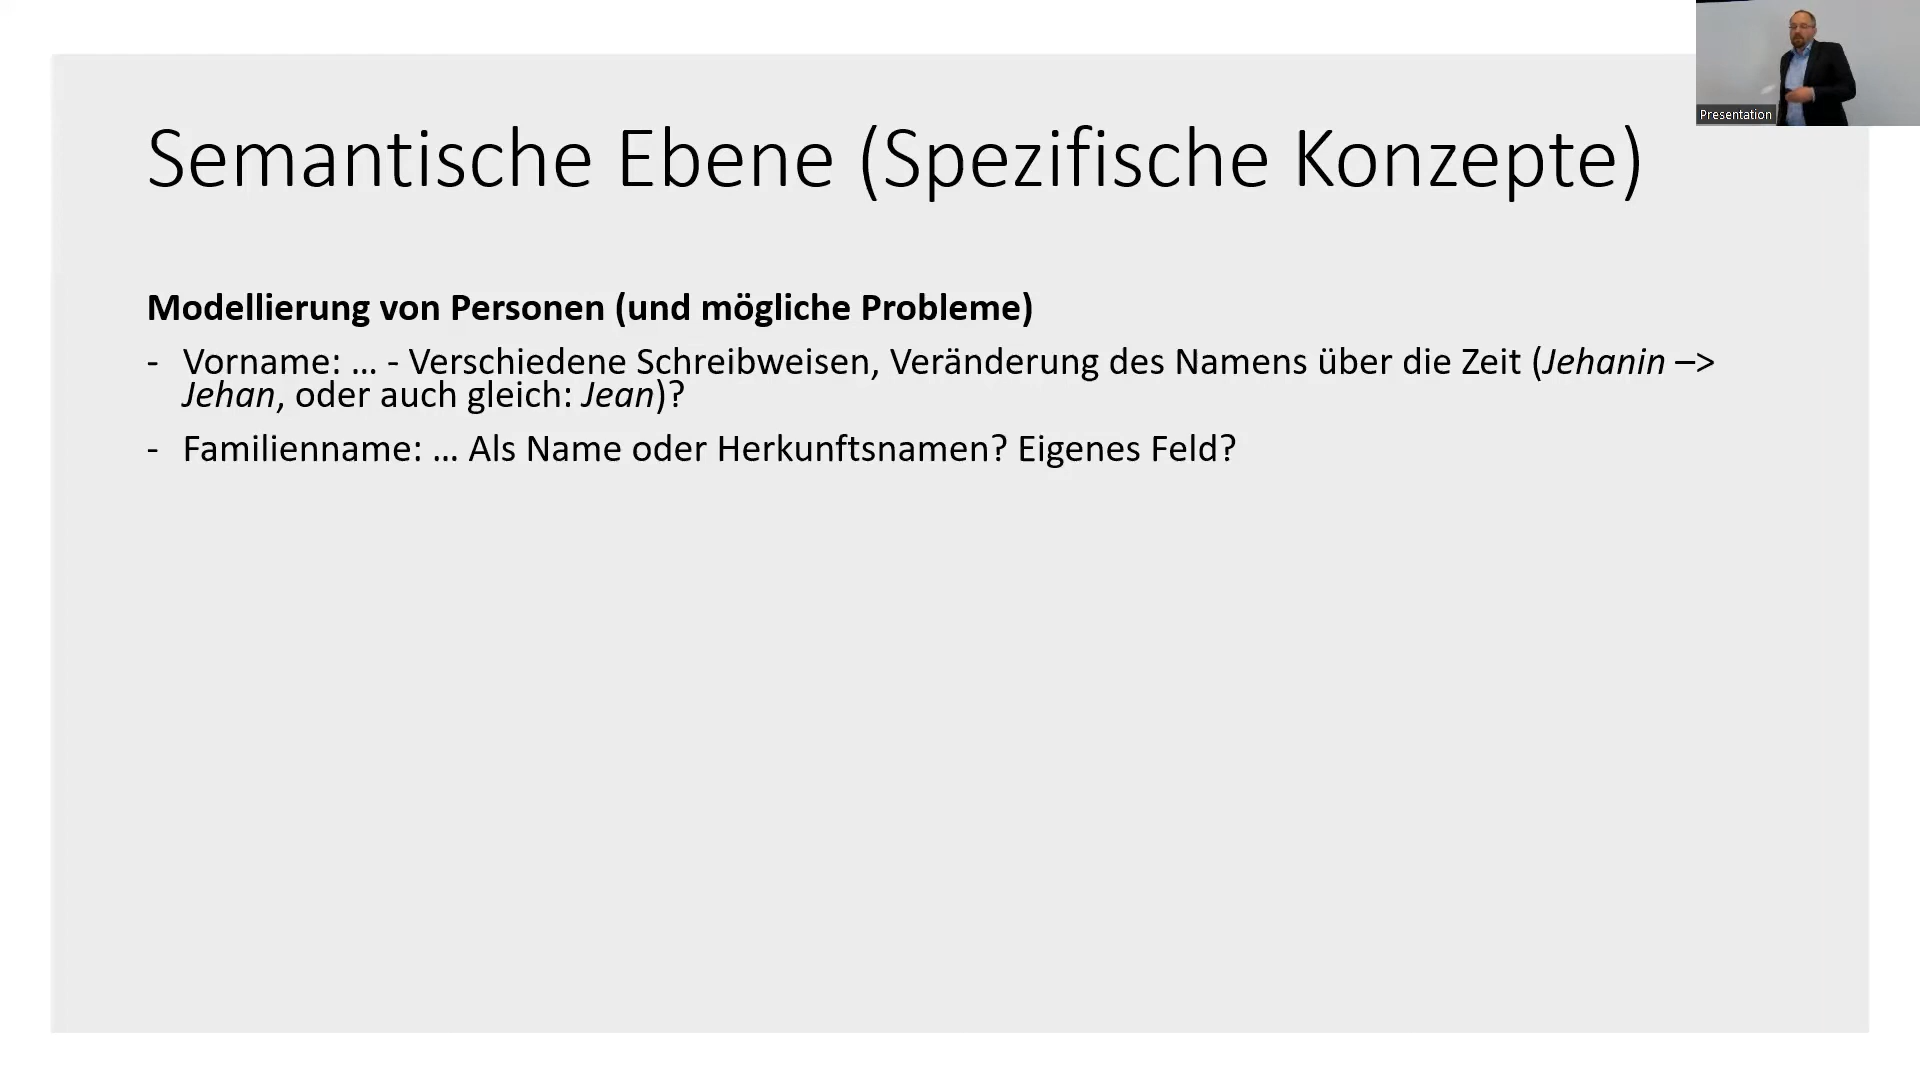 Semantische Ebene (Spezifische Konzepte)
Presentation
Modellierung von Personen (und mögliche Probleme)
- Vorname: … - Verschiedene Schreibweisen, Veränderung des Namens über die Zeit (Jehanin –>
Jehan, oder auch gleich: Jean)?
- Familienname: … Als Name oder Herkunftsnamen? Eigenes Feld?